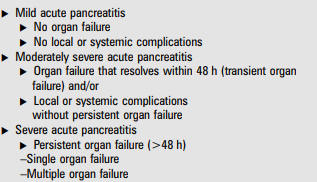 ► Mild acute pancreatitis
► No organ failure
► No local or systemic complications
► Moderately severe acute pancreatitis
► Organ failure that resolves within 48 h (transient organ
failure) and/or
► Local or systemic complications
without persistent organ failure
► Severe acute pancreatitis
► Persistent organ failure (>48 h)
–Single organ failure
–Multiple organ failure